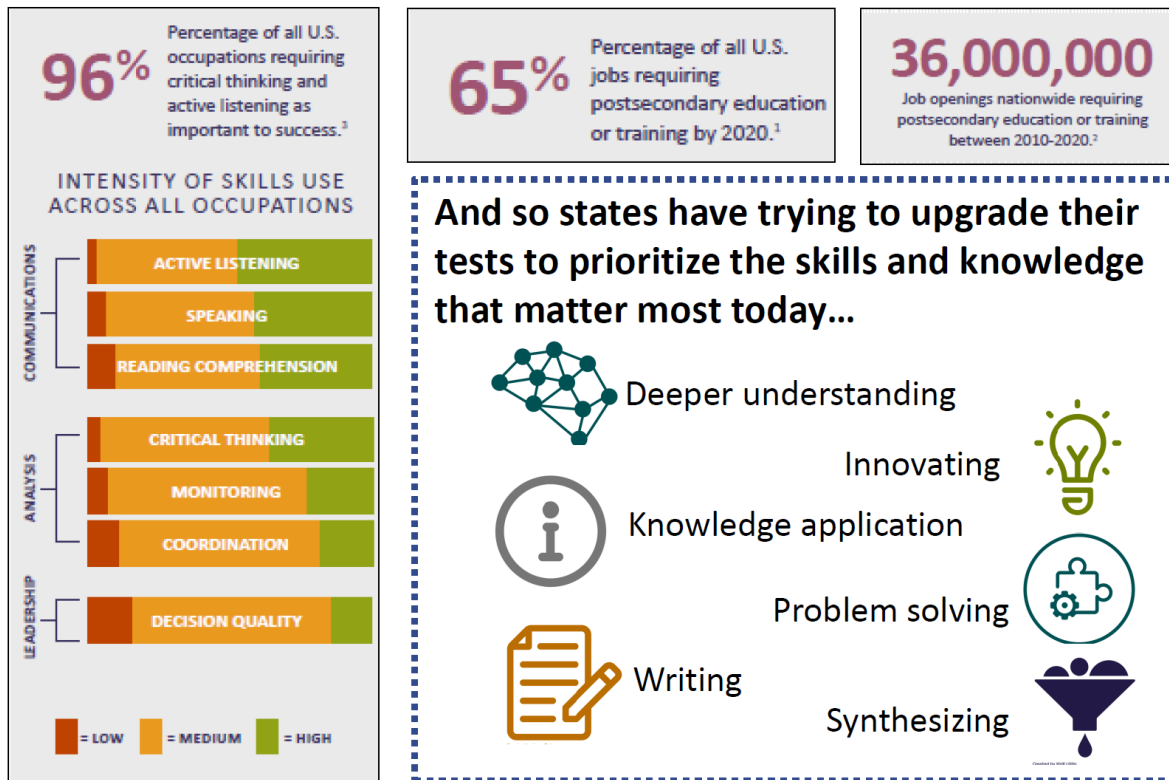 96%
Percentage of all U.S.
occupations requiring
critical thinking and
active listening as
important to success.³
INTENSITY OF SKILLS USE
ACROSS ALL OCCUPATIONS
COMMUNICATIONS
ACTIVE LISTENING
SPEAKING
READING COMPREHENSION
ANALYSIS
CRITICAL THINKING
MONITORING
COORDINATION
LEADERSHIP
DECISION QUALITY
= LOW
= MEDIUM
= HIGH
65%
Percentage of all U.S.
jobs requiring
postsecondary education
or training by 2020.¹
36,000,000
Job openings nationwide requiring
postsecondary education or training
between 2010-2020.²
And so states have trying to upgrade their
tests to prioritize the skills and knowledge
that matter most today…
Deeper understanding
Innovating
Knowledge application
Problem solving
Writing
Synthesizing